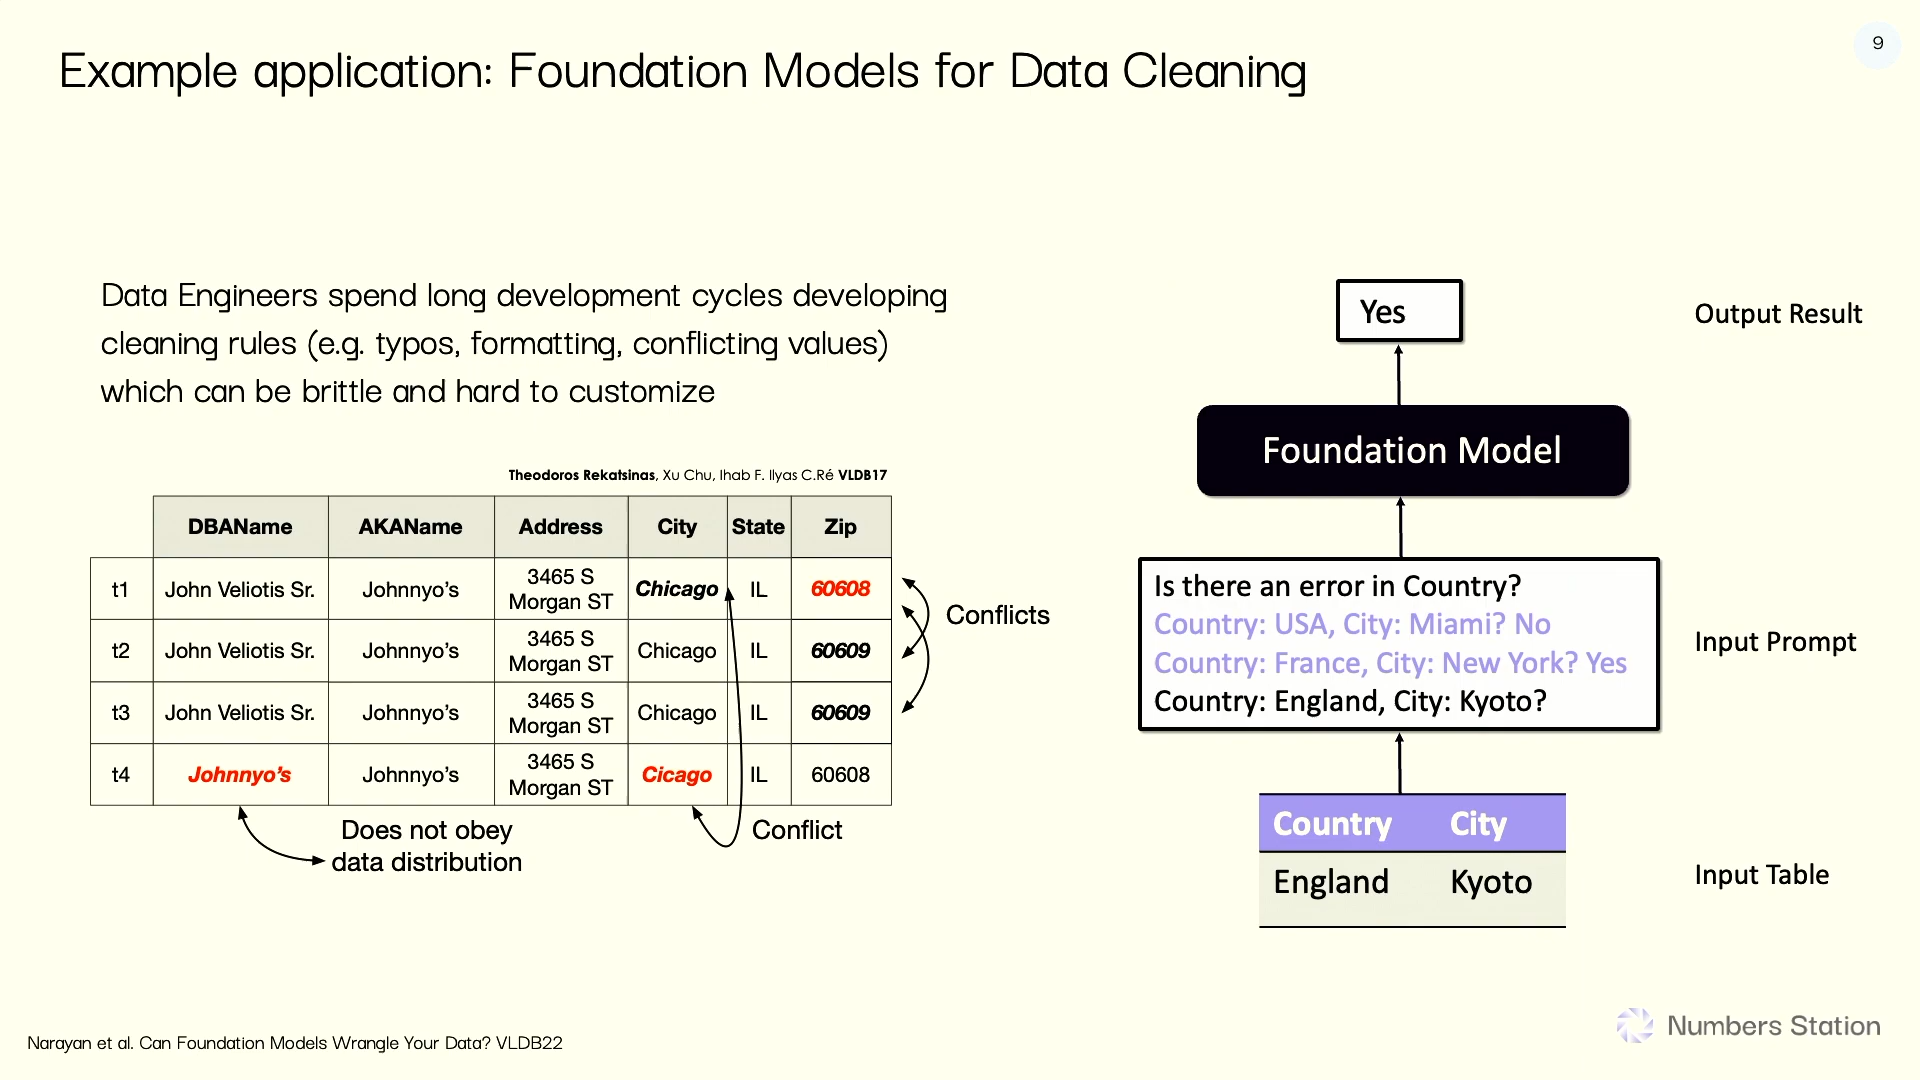 9
Example application: Foundation Models for Data Cleaning
Data Engineers spend long development cycles developing
cleaning rules (e.g. typos, formatting, conflicting values)
which can be brittle and hard to customize
Theodoros Rekatsinas, Xu Chu, Ihab F. Ilyas C.Ré VLDB17
DBAName AKAName Address City State Zip
t1 John Veliotis Sr. Johnnyo's 3465 S Morgan ST Chicago IL 60608
t2 John Veliotis Sr. Johnnyo's 3465 S Morgan ST Chicago IL 60609
t3 John Veliotis Sr. Johnnyo's 3465 S Morgan ST Chicago IL 60609
t4 Johnnyo's Johnnyo's 3465 S Morgan ST Cicago IL 60608
Conflicts
Does not obey
data distribution
Conflict
Yes
Output Result
Foundation Model
Is there an error in Country?
Country: USA, City: Miami? No
Country: France, City: New York? Yes
Country: England, City: Kyoto?
Input Prompt
Country City
England Kyoto
Input Table
Narayan et al. Can Foundation Models Wrangle Your Data? VLDB22
Numbers Station